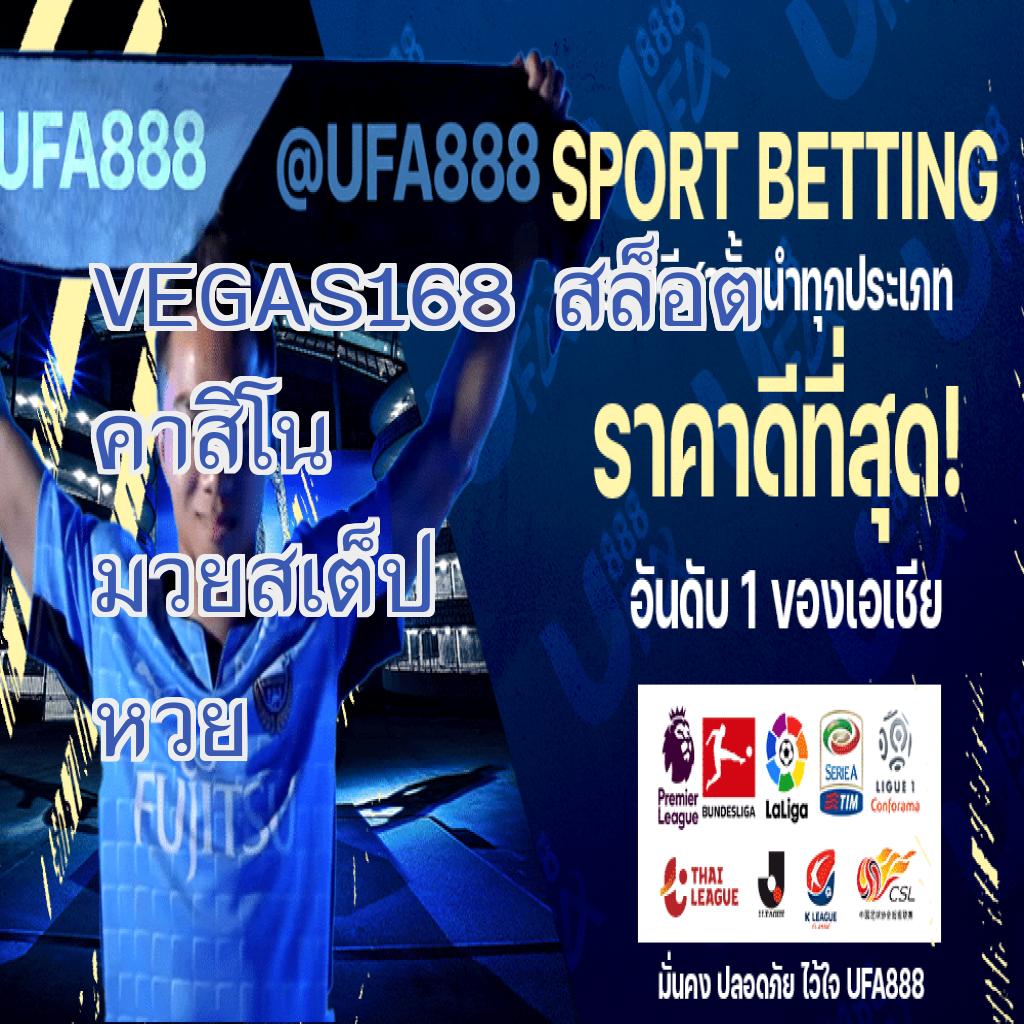 UFA888
@UFA888
SPORT BETTING
VEGAS168 สล็อต
นำทุกประเภท
คาสิโน
ราคาดีที่สุด!
มวยสเต็ป
อันดับ 1 ของเอเชีย
หวย
FUJITSU
Premier League
BUNDESLIGA
LaLiga
SERIE A
TIM
LIGUE 1
Conforama
THAI LEAGUE
J.LEAGUE
K LEAGUE
CSL
มั่นคง ปลอดภัย ไว้ใจ UFA888